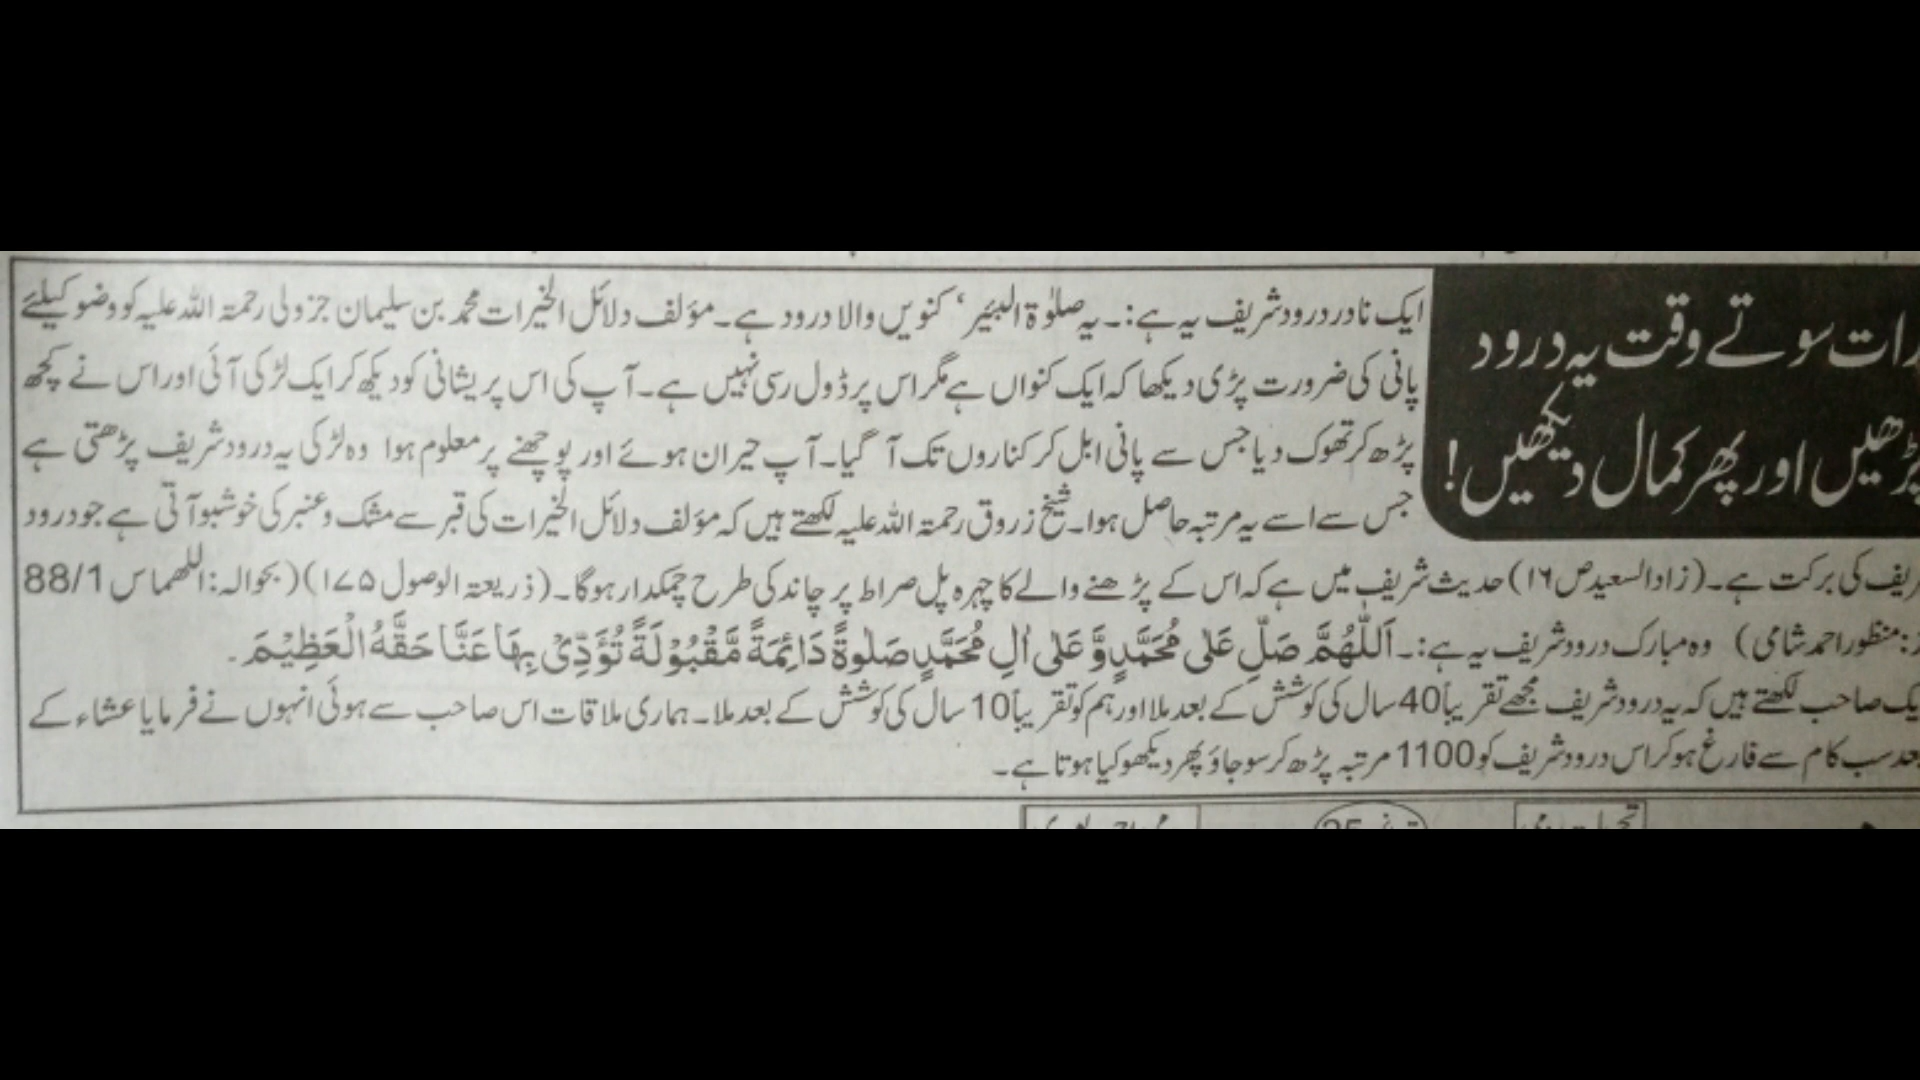 رات سوتے وقت یہ درود
پڑھیں اور پھر کمال دیکھیں!
ایک نادر درود شریف یہ ہے:۔ یہ صلوٰۃ البئیر، کنویں والا درود ہے۔ مؤلف دلائل الخیرات محمد بن سلیمان جزولی رحمۃ اللہ علیہ کو وضو کیلئے
پانی کی ضرورت پڑی دیکھا کہ ایک کنواں ہے مگر اس پر ڈول رسی نہیں ہے۔ آپ کی اس پریشانی کو دیکھ کر ایک لڑکی آئی اور اس نے کچھ
پڑھ کر تھوک دیا جس سے پانی ابل کر کناروں تک آ گیا۔ آپ حیران ہوئے اور پوچھنے پر معلوم ہوا وہ لڑکی یہ درود شریف پڑھتی ہے
جس سے اسے یہ مرتبہ حاصل ہوا۔ شیخ زروق رحمۃ اللہ علیہ لکھتے ہیں کہ مؤلف دلائل الخیرات کی قبر سے مشک و عنبر کی خوشبو آتی ہے جو درود
شریف کی برکت ہے۔ (زاد السعید ص ۱۶) حدیث شریف میں ہے کہ اس کے پڑھنے والے کا چہرہ پل صراط پر چاند کی طرح چمکدار ہوگا۔ (ذریعۃ الوصول ۱۷۵) (بحوالہ: اللھماس 88/1
منظور احمد شامی) وہ مبارک درود شریف یہ ہے:۔ اَللّٰهُمَّ صَلِّ عَلٰى مُحَمَّدٍ وَّعَلٰى اٰلِ مُحَمَّدٍ صَلٰوةً دَائِمَةً مَّقْبُوْلَةً تُؤَدِّیْ بِهَا عَنَّا حَقَّهُ الْعَظِيْمَ۔
ایک صاحب لکھتے ہیں کہ یہ درود شریف مجھے تقریباً 40 سال کی کوشش کے بعد ملا اور ہم کو تقریباً 10 سال کی کوشش کے بعد ملا۔ ہماری ملاقات اس صاحب سے ہوئی انہوں نے فرمایا عشاء کے
بعد سب کام سے فارغ ہو کر اس درود شریف کو 1100 مرتبہ پڑھ کر سو جاؤ پھر دیکھو کیا ہوتا ہے۔